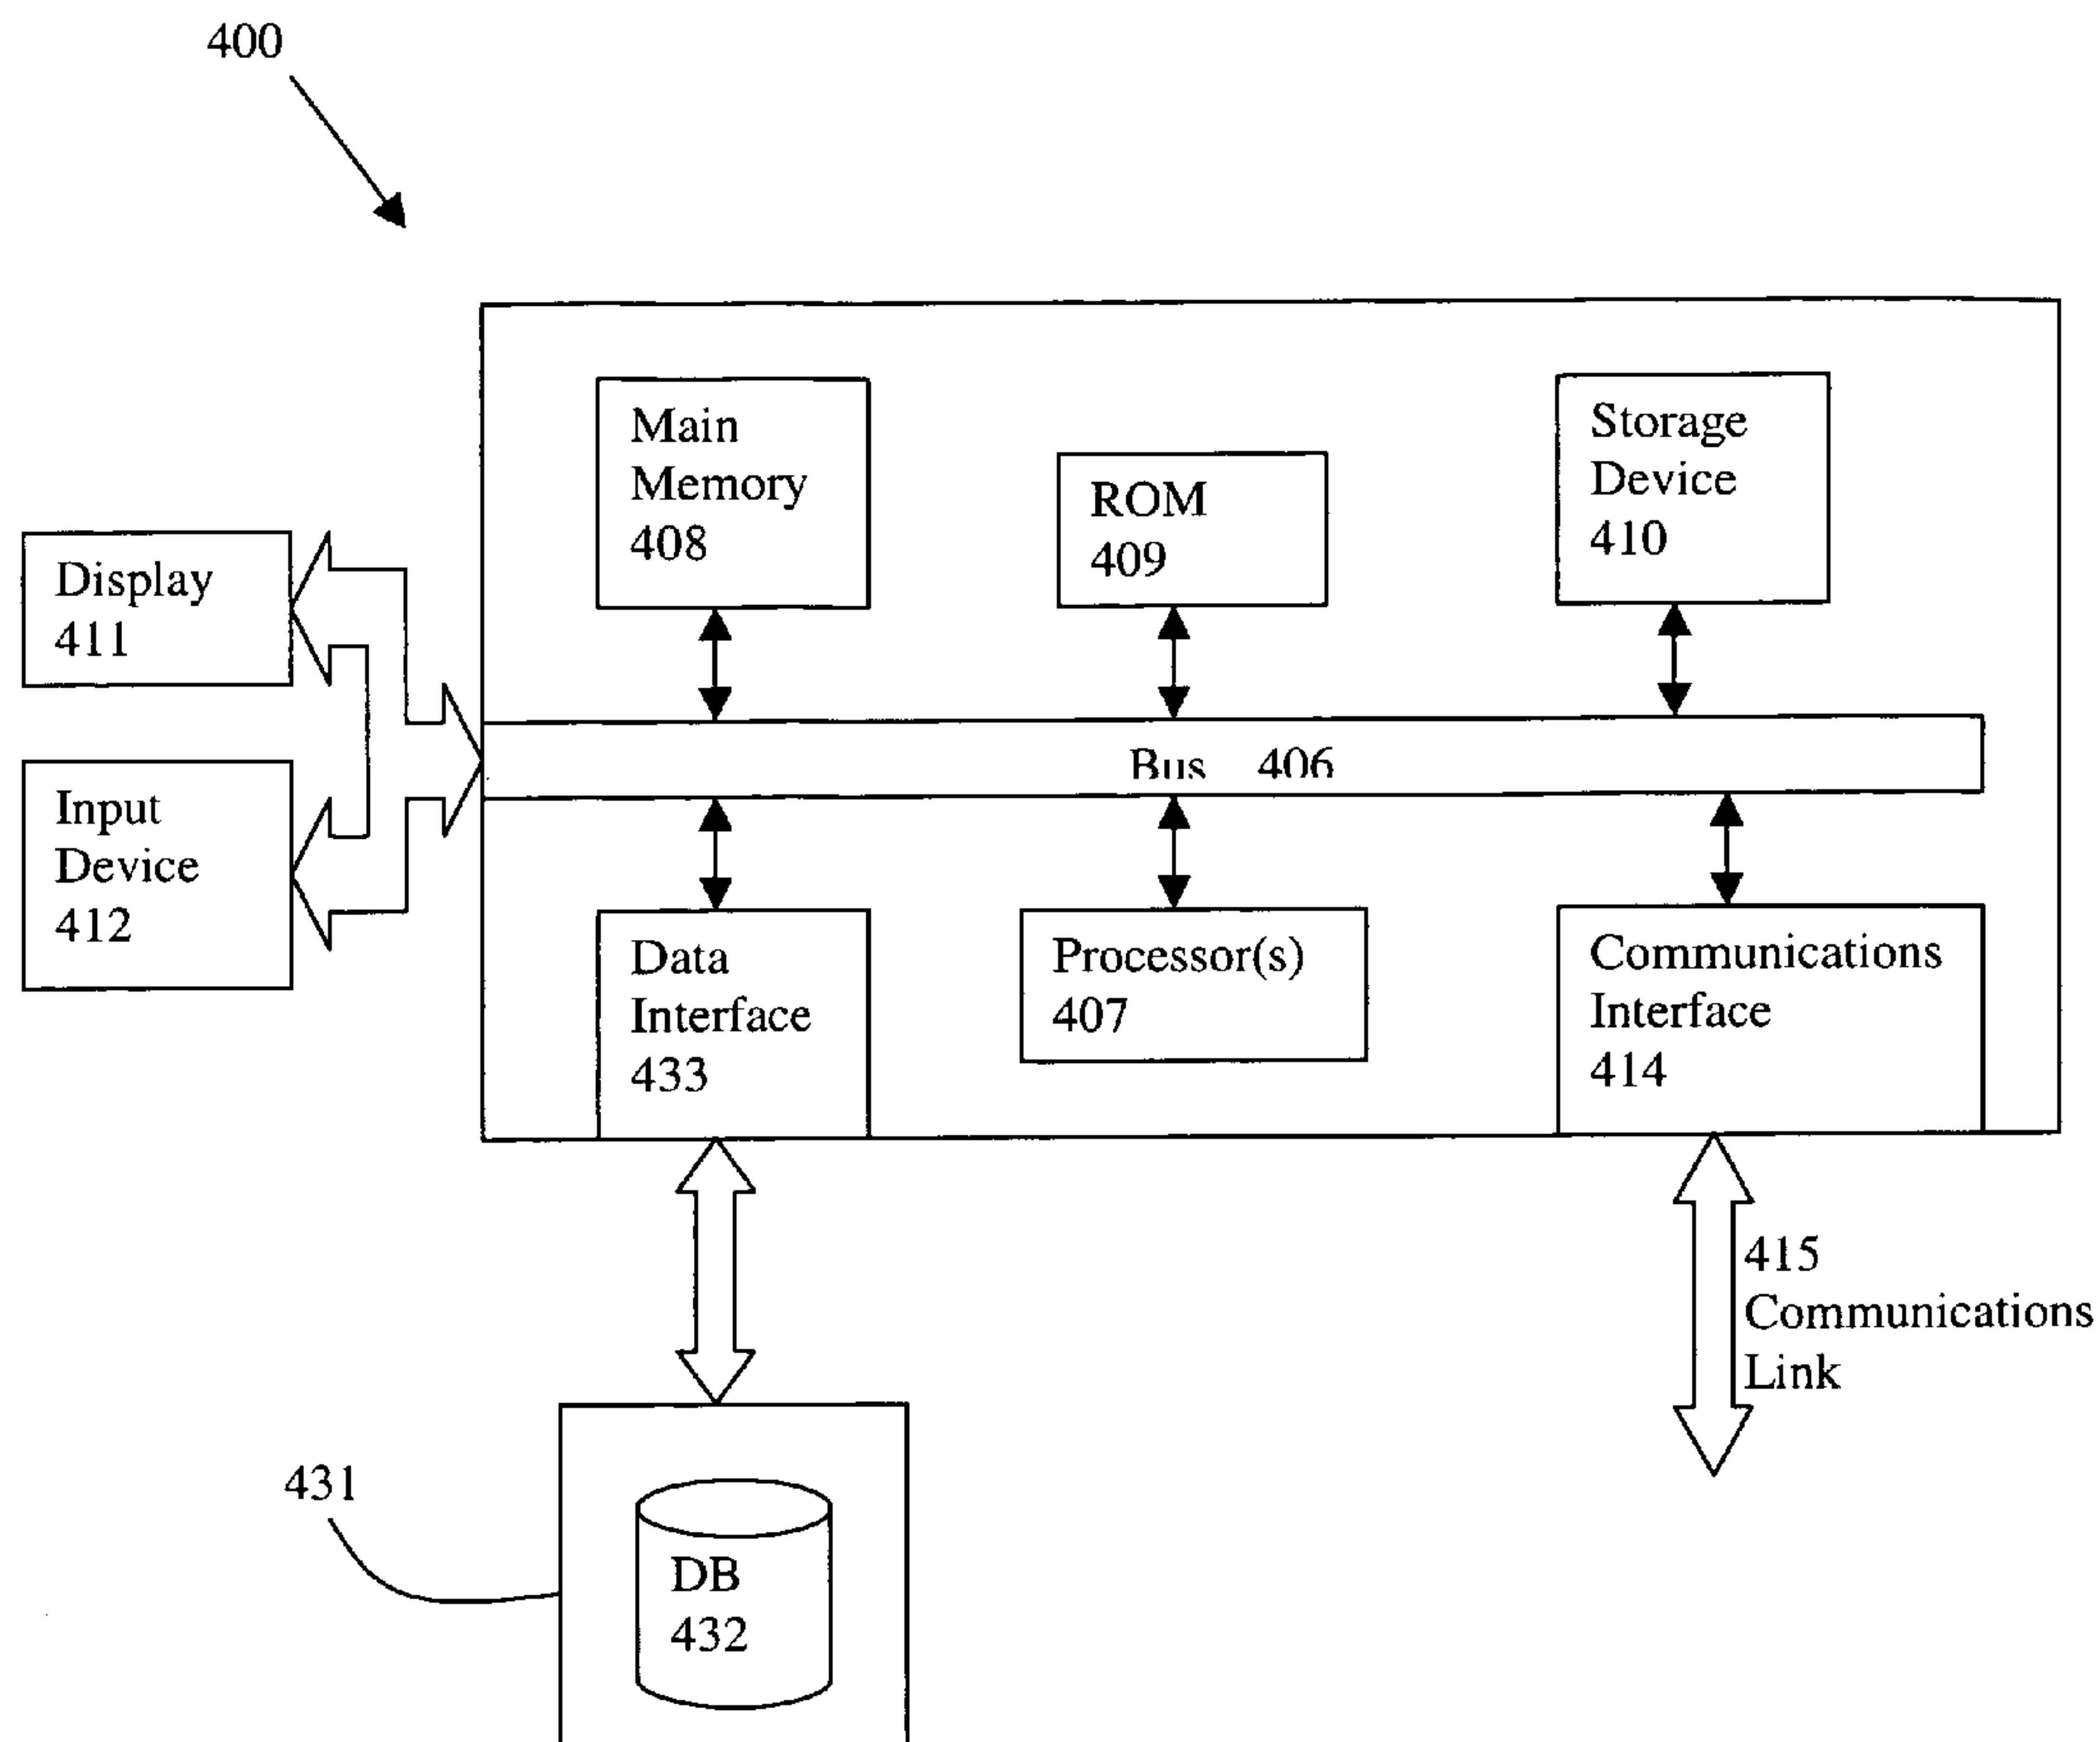 400
Main
Memory
408
ROM
409
Storage
Device
410
Display
411
Bus 406
Input
Device
412
Data
Interface
433
Processor(s)
407
Communications
Interface
414
415
Communications
Link
431
DB
432